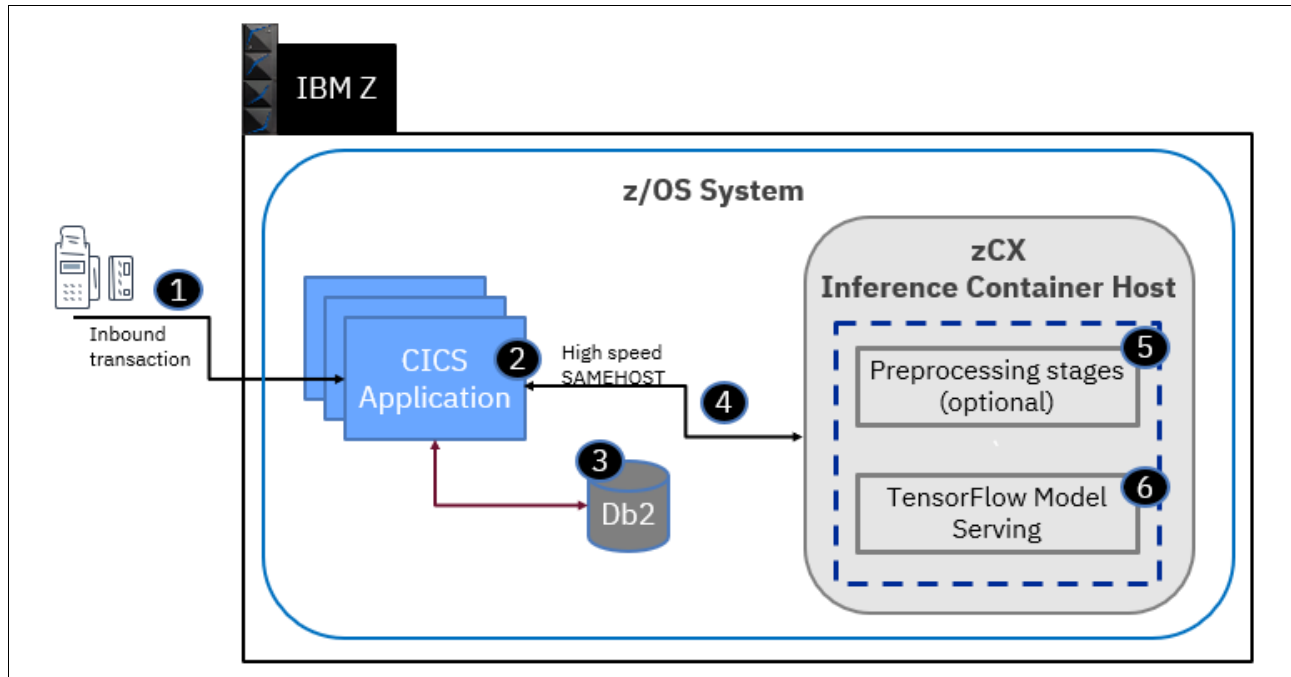 IBM Z
z/OS System
1
Inbound
transaction
CICS
Application
2
High speed
SAMEHOST
4
3
Db2
zCX
Inference Container Host
5
Preprocessing stages
(optional)
6
TensorFlow Model
Serving